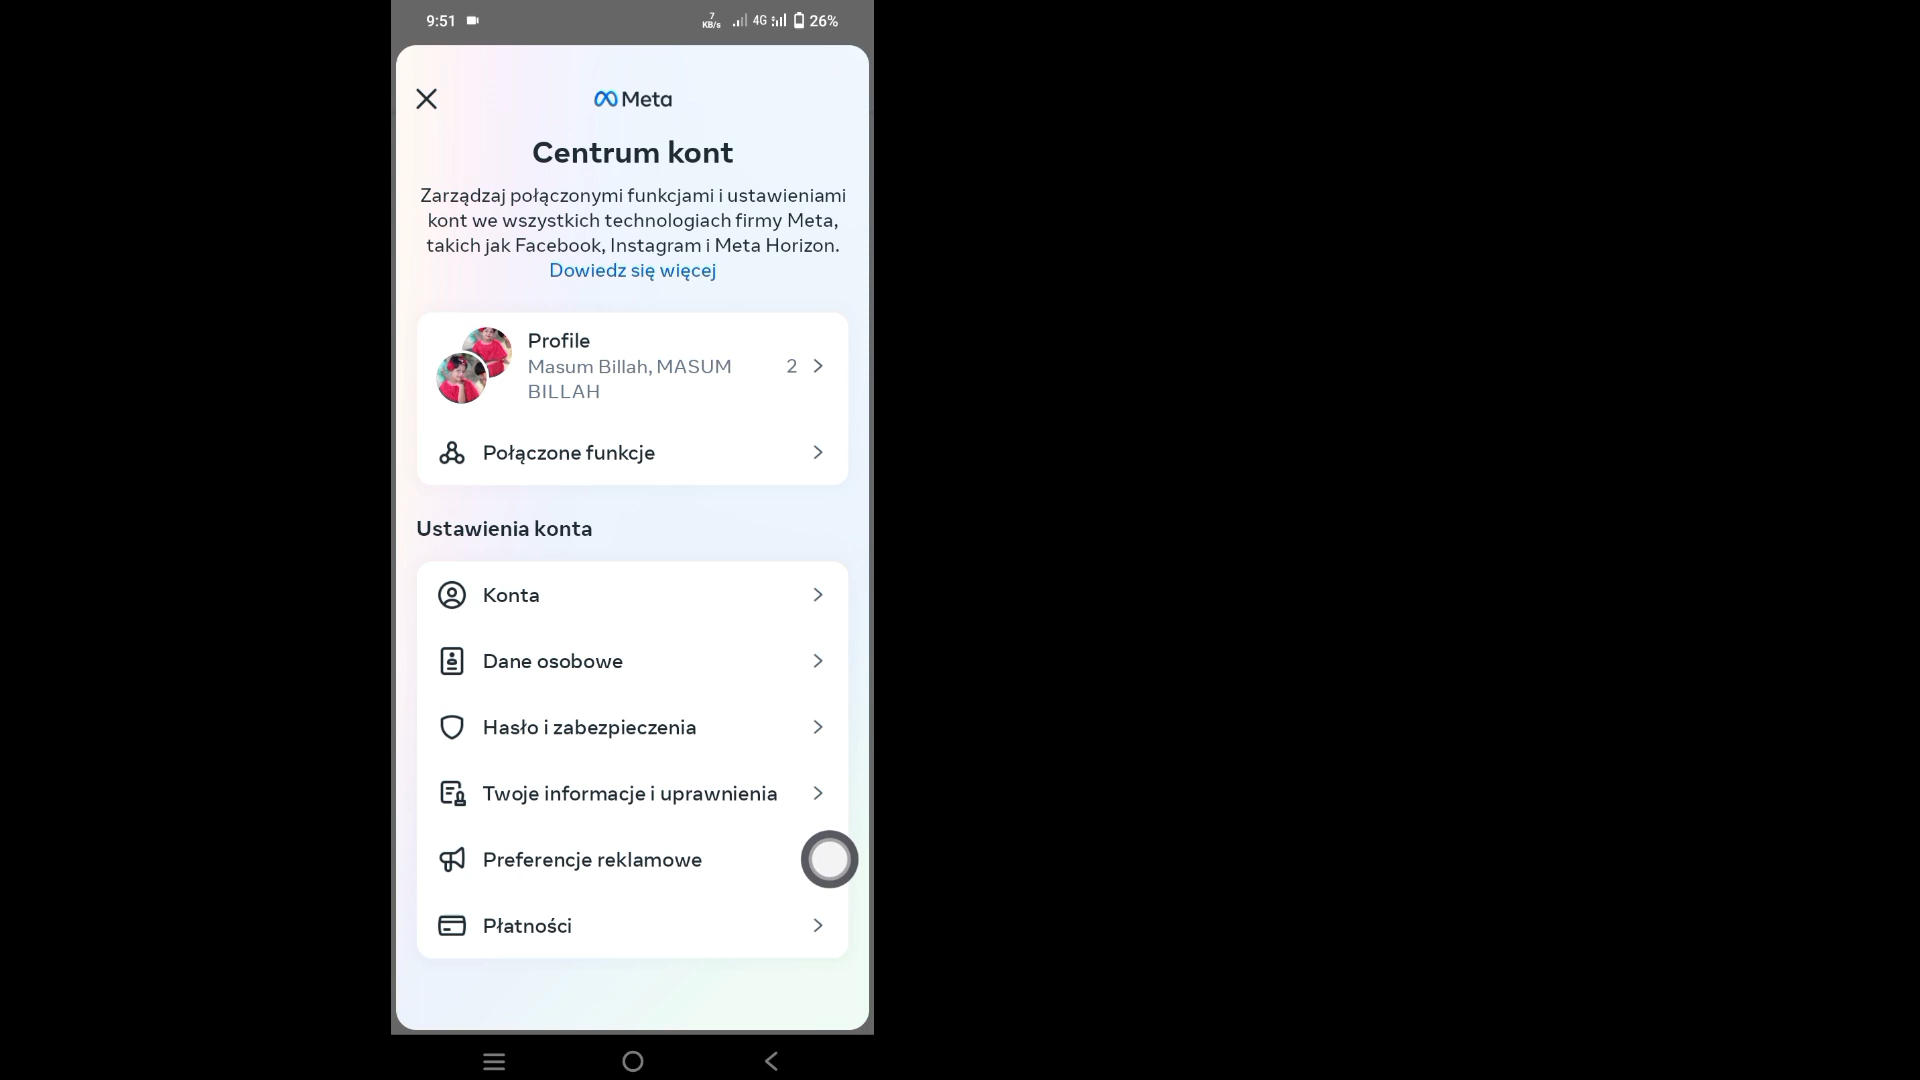 9:51
7
KB/s
4G
26%
Meta
Centrum kont
Zarządzaj połączonymi funkcjami i ustawieniami
kont we wszystkich technologiach firmy Meta,
takich jak Facebook, Instagram i Meta Horizon.
Dowiedz się więcej
Profile
Masum Billah, MASUM
BILLAH
2
Połączone funkcje
Ustawienia konta
Konta
Dane osobowe
Hasło i zabezpieczenia
Twoje informacje i uprawnienia
Preferencje reklamowe
Płatności